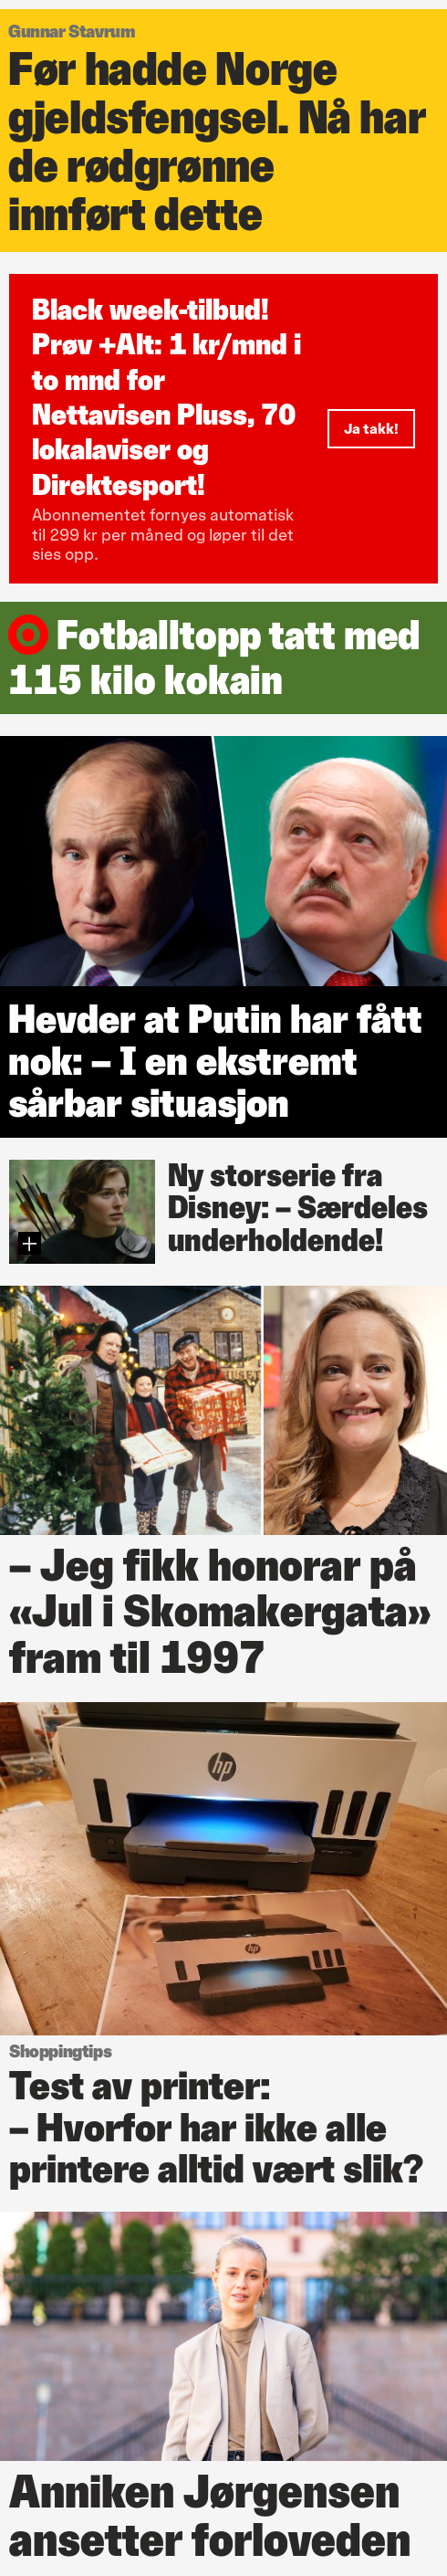 Gunnar Stavrum
Før hadde Norge
gjeldsfengsel. Nå har
de rødgrønne
innført dette
Black week-tilbud!
Prøv +Alt: 1 kr/mnd i
to mnd for
Nettavisen Pluss, 70
lokalaviser og
Direktesport!
Abonnementet fornyes automatisk
til 299 kr per måned og løper til det
sies opp.
Ja takk!
Fotballtopp tatt med
115 kilo kokain
Hevder at Putin har fått
nok: – I en ekstremt
sårbar situasjon
Ny storserie fra
Disney: – Særdeles
underholdende!
– Jeg fikk honorar på
«Jul i Skomakergata»
fram til 1997
hp
hp
Shoppingtips
Test av printer:
– Hvorfor har ikke alle
printere alltid vært slik?
Anniken Jørgensen
ansetter forloveden